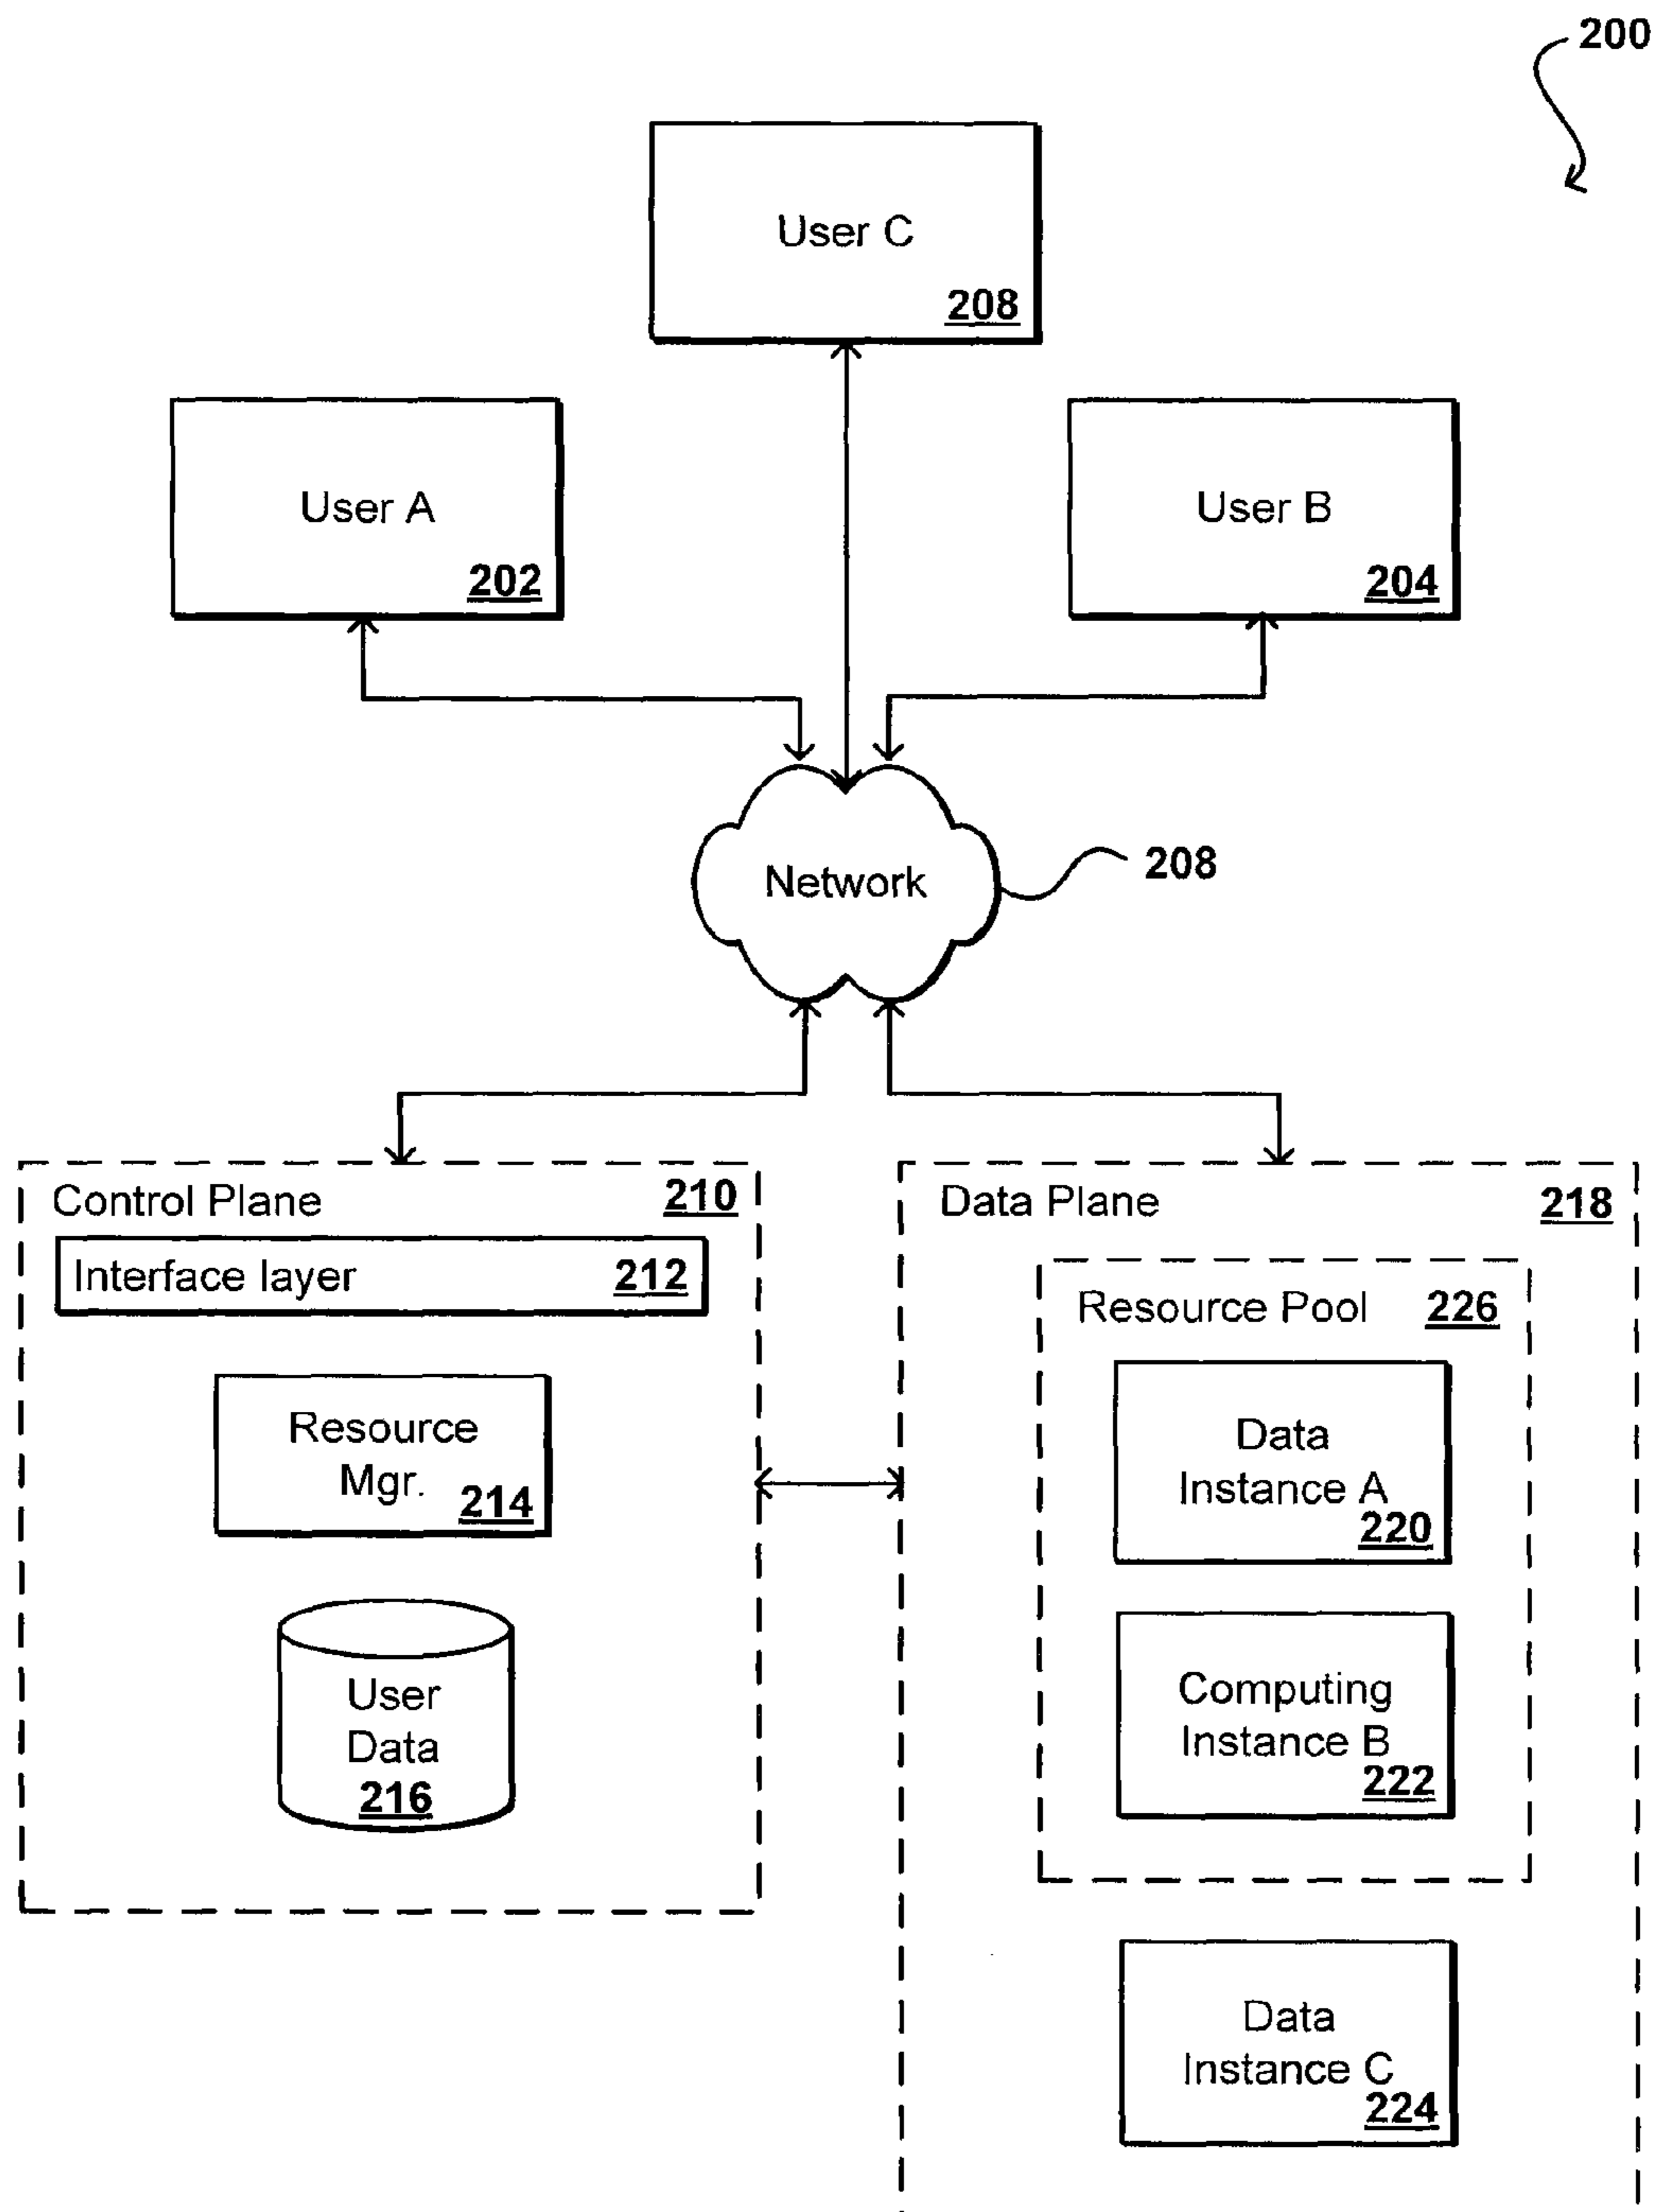 200
User C
208
User A
202
User B
204
Network
208
Control Plane
210
Interface layer
212
Resource
Mgr.
214
User
Data
216
Data Plane
218
Resource Pool
226
Data
Instance A
220
Computing
Instance B
222
Data
Instance C
224